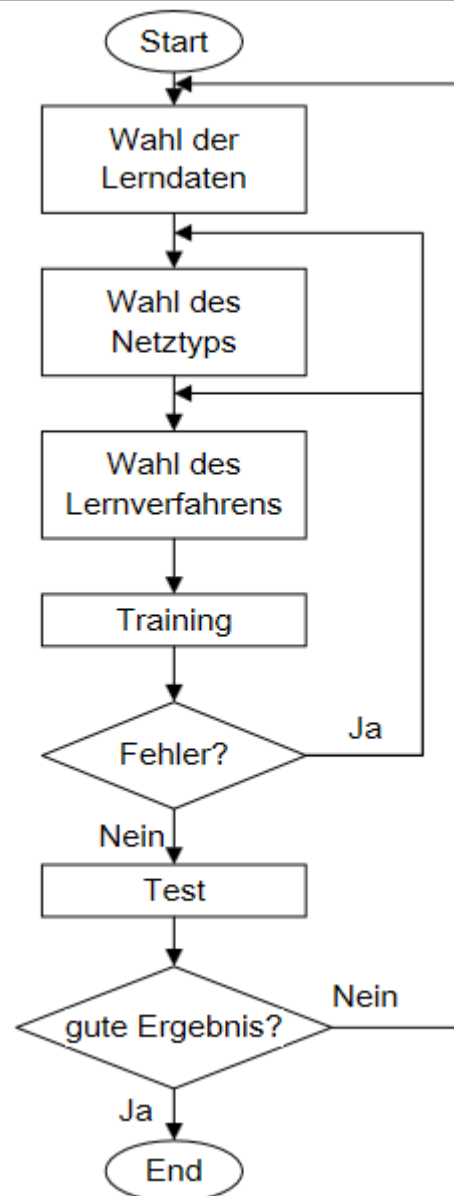 Start
Wahl der
Lerndaten
Wahl des
Netztyps
Wahl des
Lernverfahrens
Training
Fehler?
Ja
Nein
Test
gute Ergebnis?
Nein
Ja
End